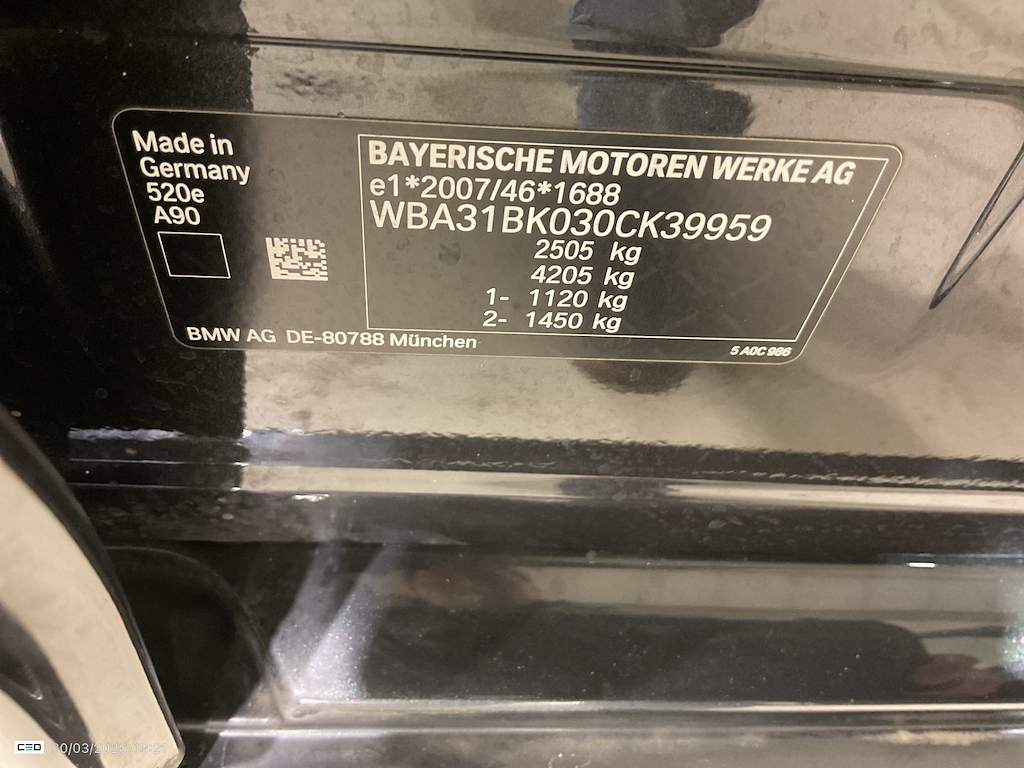 Made in
Germany
520e
A90
BAYERISCHE MOTOREN WERKE AG
e1*2007/46*1688
WBA31BK030CK39959
2505 kg
4205 kg
1- 1120 kg
2- 1450 kg
BMW AG DE-80788 München
5 A0C 986
CEO